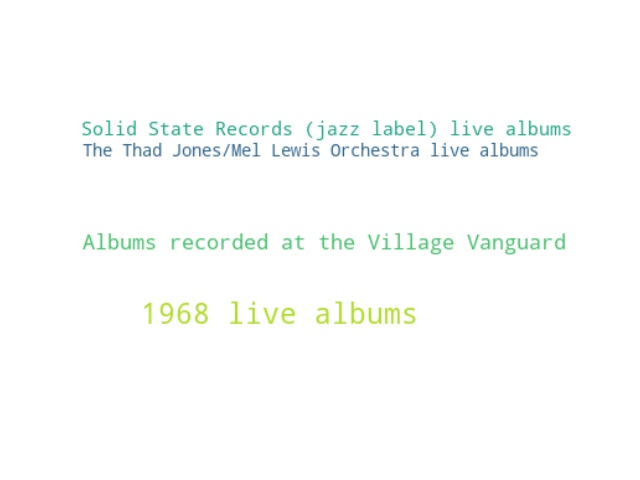 Solid State Records (jazz label) live albums
The Thad Jones/Mel Lewis Orchestra live albums
Albums recorded at the Village Vanguard
1968 live albums